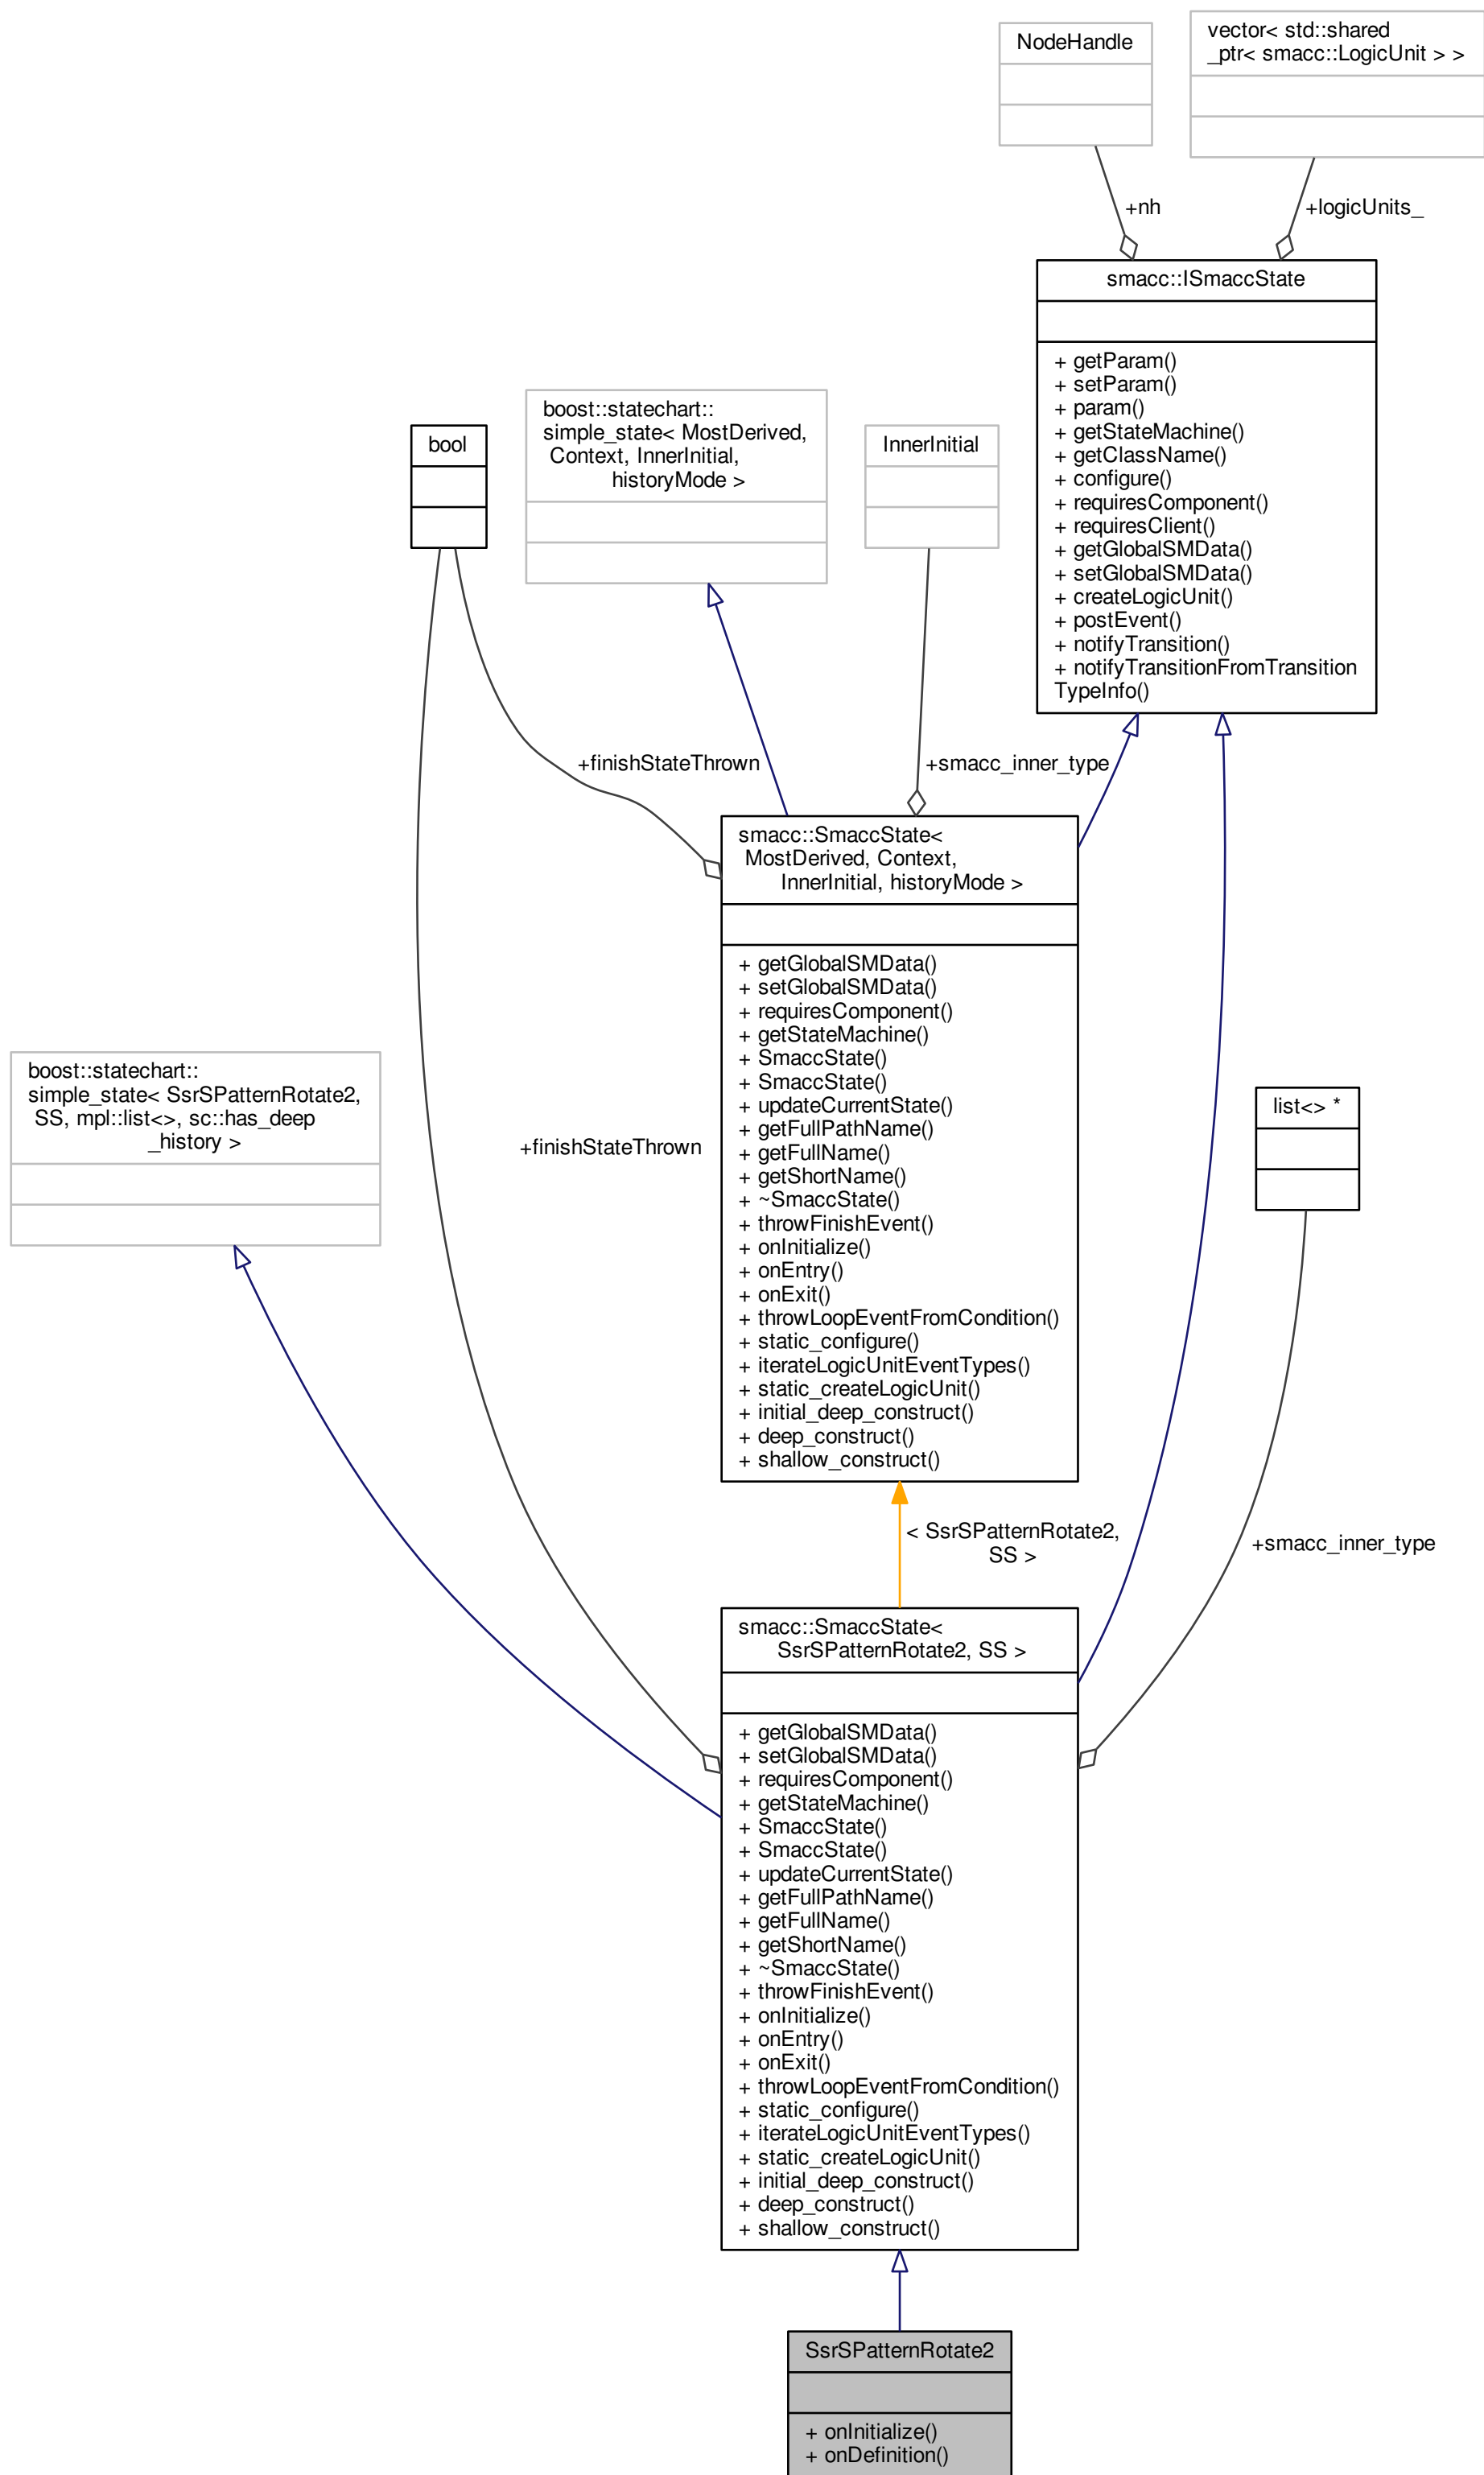 NodeHandle
vector< std::shared
_ptr< smacc::LogicUnit > >
+nh
+logicUnits_
smacc::ISmaccState
+ getParam()
+ setParam()
+ param()
+ getStateMachine()
+ getClassName()
+ configure()
+ requiresComponent()
+ requiresClient()
+ getGlobalSMData()
+ setGlobalSMData()
+ createLogicUnit()
+ postEvent()
+ notifyTransition()
+ notifyTransitionFromTransition
TypeInfo()
bool
boost::statechart::
simple_state< MostDerived,
Context, InnerInitial,
historyMode >
InnerInitial
+finishStateThrown
+smacc_inner_type
smacc::SmaccState<
MostDerived, Context,
InnerInitial, historyMode >
+ getGlobalSMData()
+ setGlobalSMData()
+ requiresComponent()
+ getStateMachine()
+ SmaccState()
+ SmaccState()
+ updateCurrentState()
+ getFullPathName()
+ getFullName()
+ getShortName()
+ ~SmaccState()
+ throwFinishEvent()
+ onInitialize()
+ onEntry()
+ onExit()
+ throwLoopEventFromCondition()
+ static_configure()
+ iterateLogicUnitEventTypes()
+ static_createLogicUnit()
+ initial_deep_construct()
+ deep_construct()
+ shallow_construct()
boost::statechart::
simple_state< SsrSPatternRotate2,
SS, mpl::list<>, sc::has_deep
_history >
+finishStateThrown
list<> *
< SsrSPatternRotate2,
SS >
+smacc_inner_type
smacc::SmaccState<
SsrSPatternRotate2, SS >
+ getGlobalSMData()
+ setGlobalSMData()
+ requiresComponent()
+ getStateMachine()
+ SmaccState()
+ SmaccState()
+ updateCurrentState()
+ getFullPathName()
+ getFullName()
+ getShortName()
+ ~SmaccState()
+ throwFinishEvent()
+ onInitialize()
+ onEntry()
+ onExit()
+ throwLoopEventFromCondition()
+ static_configure()
+ iterateLogicUnitEventTypes()
+ static_createLogicUnit()
+ initial_deep_construct()
+ deep_construct()
+ shallow_construct()
SsrSPatternRotate2
+ onInitialize()
+ onDefinition()